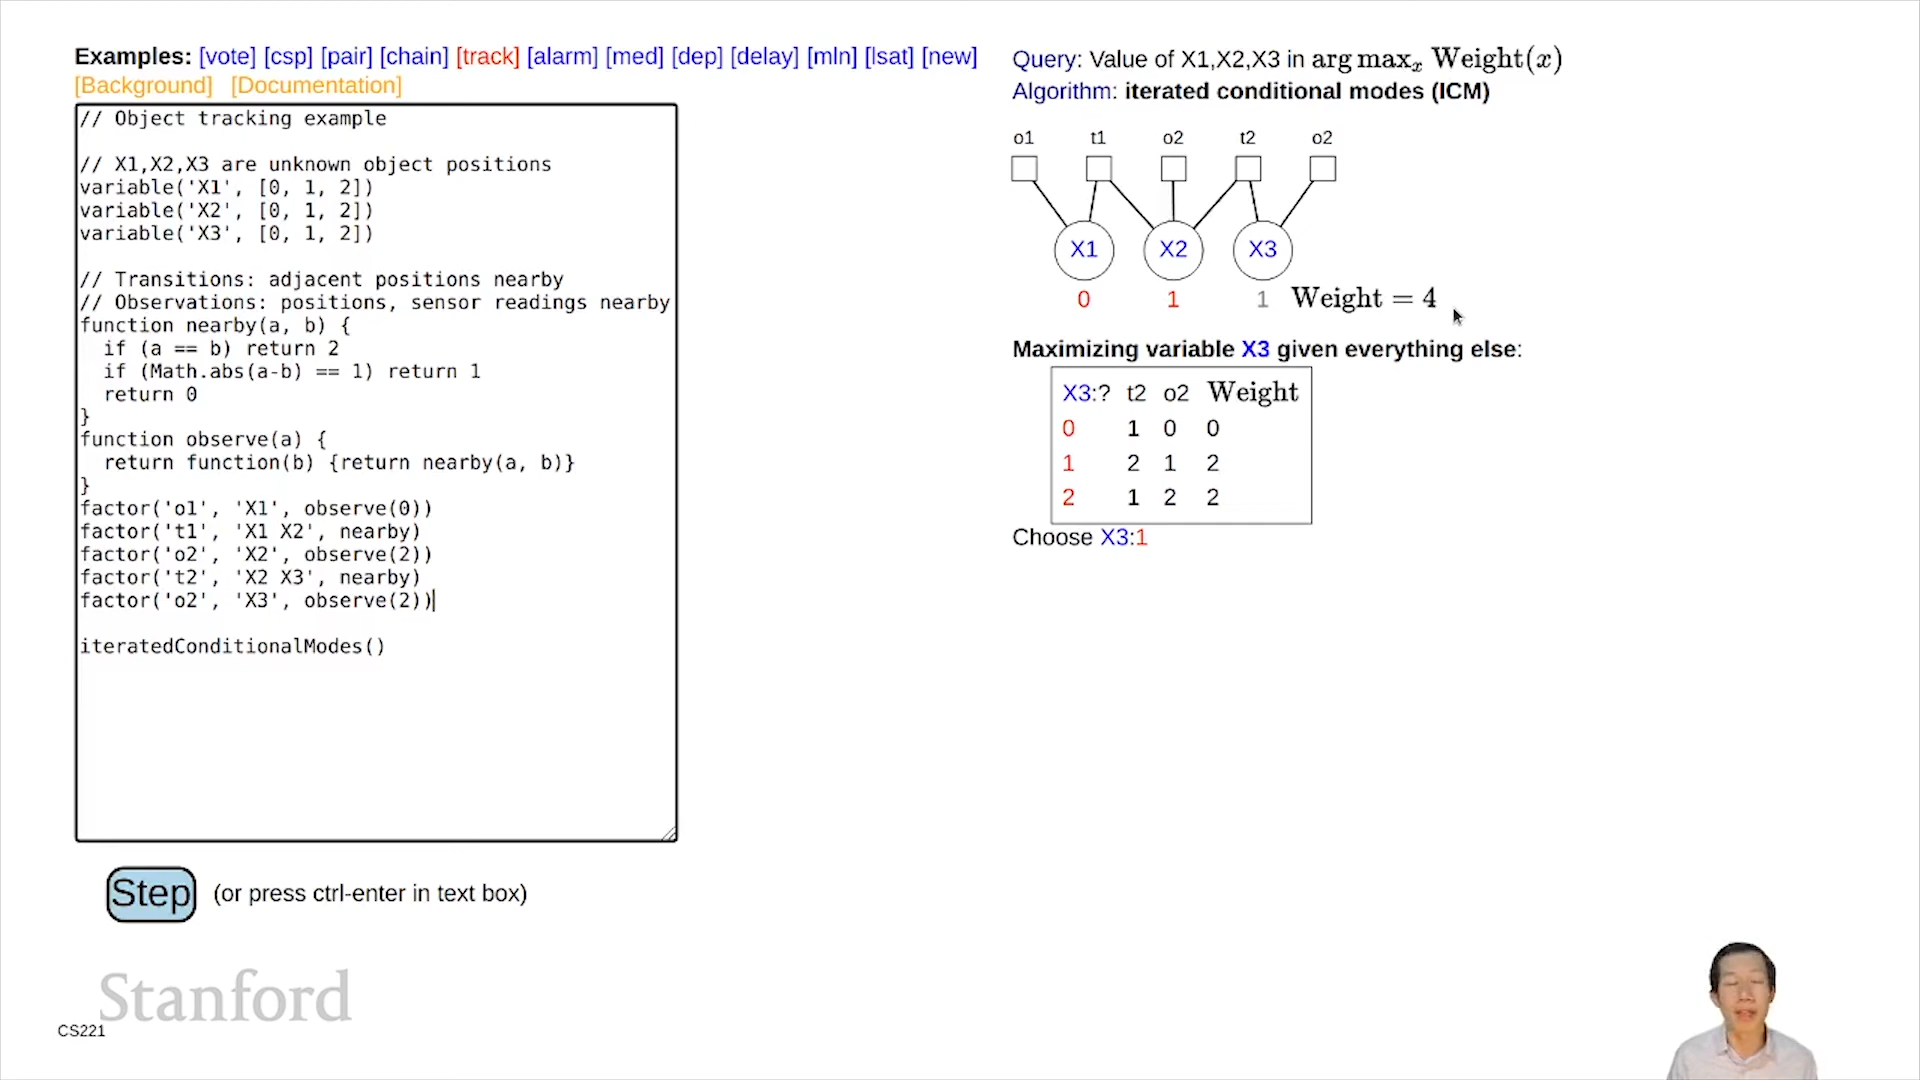 Examples: [vote] [csp] [pair] [chain] [track] [alarm] [med] [dep] [delay] [mln] [lsat] [new]
[Background] [Documentation]
// Object tracking example
// X1,X2,X3 are unknown object positions
variable('X1', [0, 1, 2])
variable('X2', [0, 1, 2])
variable('X3', [0, 1, 2])
// Transitions: adjacent positions nearby
// Observations: positions, sensor readings nearby
function nearby(a, b) {
  if (a == b) return 2
  if (Math.abs(a-b) == 1) return 1
  return 0
}
function observe(a) {
  return function(b) {return nearby(a, b)}
}
factor('o1', 'X1', observe(0))
factor('t1', 'X1 X2', nearby)
factor('o2', 'X2', observe(2))
factor('t2', 'X2 X3', nearby)
factor('o2', 'X3', observe(2))
iteratedConditionalModes()
Step (or press ctrl-enter in text box)
Stanford
CS221
Query: Value of X1,X2,X3 in arg maxₓ Weight(x)
Algorithm: iterated conditional modes (ICM)
o1 t1 o2 t2 o2
X1 X2 X3
0 1 1 Weight = 4
Maximizing variable X3 given everything else:
X3:? t2 o2 Weight
0 1 0 0
1 2 1 2
2 1 2 2
Choose X3:1